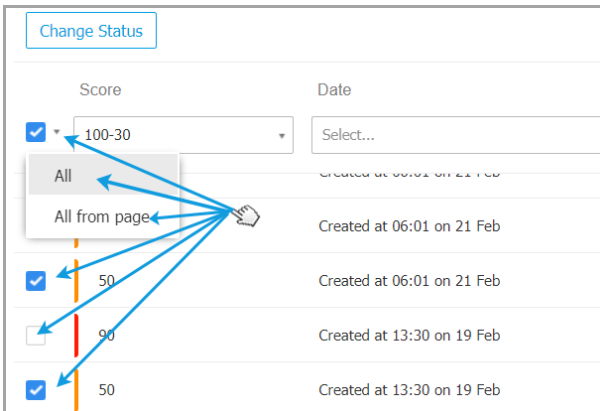 Change Status
Score Date
100-30 Select...
All
All from page
Created at 06:01 on 21 Feb
50 Created at 06:01 on 21 Feb
90 Created at 13:30 on 19 Feb
50 Created at 13:30 on 19 Feb